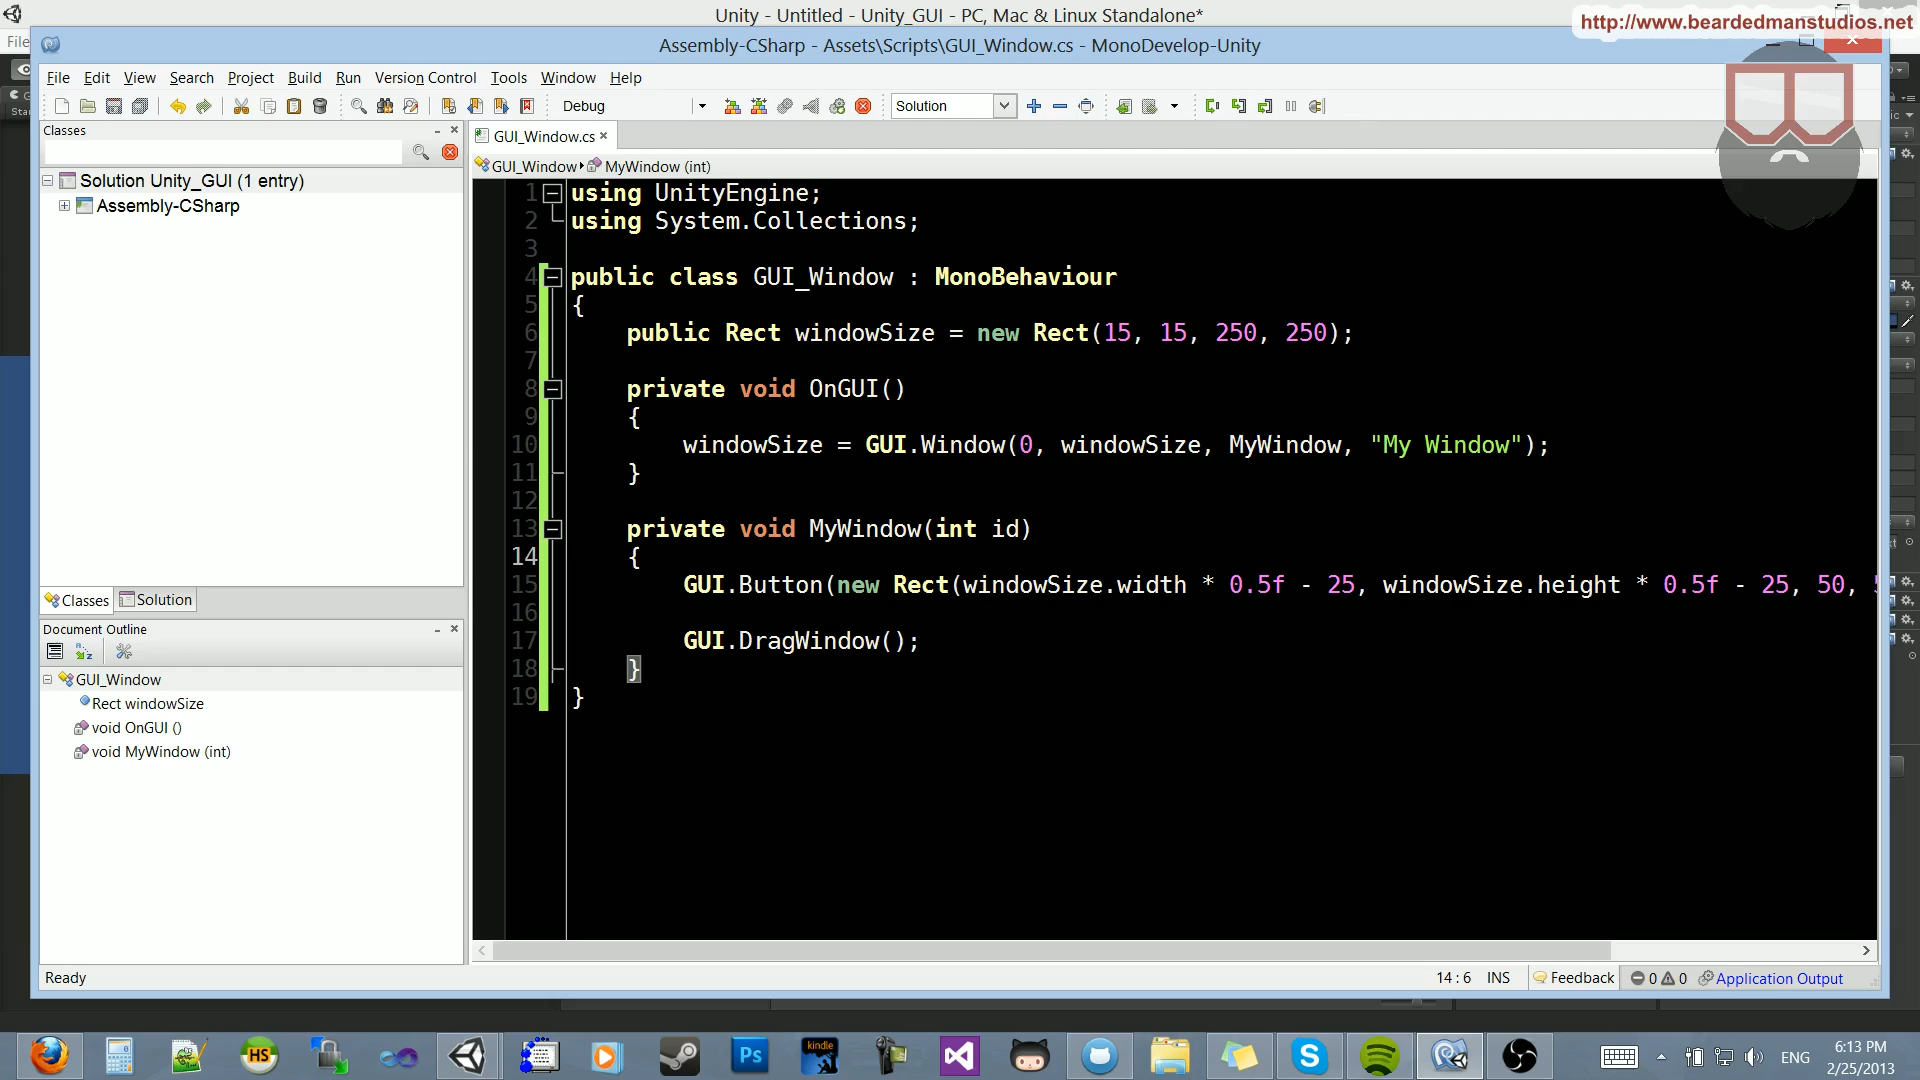 Unity - Untitled - Unity_GUI - PC, Mac & Linux Standalone*
http://www.beardedmanstudios.net
File
Assembly-CSharp - Assets\Scripts\GUI_Window.cs - MonoDevelop-Unity
File Edit View Search Project Build Run Version Control Tools Window Help
Debug
Solution
Classes
GUI_Window.cs
GUI_Window
MyWindow (int)
Solution Unity_GUI (1 entry)
Assembly-CSharp
1 using UnityEngine;
2 using System.Collections;
3
4 public class GUI_Window : MonoBehaviour
5 {
6 public Rect windowSize = new Rect(15, 15, 250, 250);
7
8 private void OnGUI()
9 {
10 windowSize = GUI.Window(0, windowSize, MyWindow, "My Window");
11 }
12
13 private void MyWindow(int id)
14 {
15 GUI.Button(new Rect(windowSize.width * 0.5f - 25, windowSize.height * 0.5f - 25, 50,
16
17 GUI.DragWindow();
18 }
19 }
Classes Solution
Document Outline
GUI_Window
Rect windowSize
void OnGUI ()
void MyWindow (int)
Ready
14 : 6 INS Feedback 0 0 Application Output
HS
Ps
kindle
ENG
6:13 PM
2/25/2013